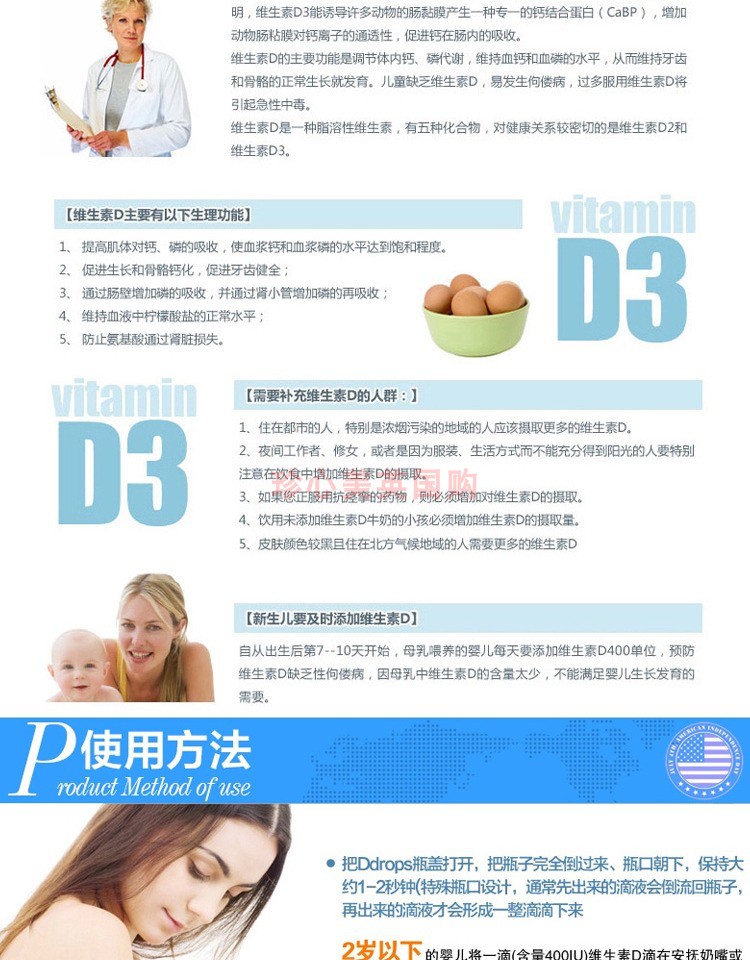 明，维生素D3能诱导许多动物的肠黏膜产生一种专一的钙结合蛋白（CaBP），增加
动物肠粘膜对钙离子的通透性，促进钙在肠内的吸收。
维生素D的主要功能是调节体内钙、磷代谢，维持血钙和血磷的水平，从而维持牙齿
和骨骼的正常生长就发育。儿童缺乏维生素D，易发生佝偻病，过多服用维生素D将
引起急性中毒。
维生素D是一种脂溶性维生素，有五种化合物，对健康关系较密切的是维生素D2和
维生素D3。
【维生素D主要有以下生理功能】
1、 提高肌体对钙、磷的吸收，使血浆钙和血浆磷的水平达到饱和程度。
2、 促进生长和骨骼钙化，促进牙齿健全；
3、 通过肠壁增加磷的吸收，并通过肾小管增加磷的再吸收；
4、 维持血液中柠檬酸盐的正常水平；
5、 防止氨基酸通过肾脏损失。
vitamin
D3
vitamin
D3
【需要补充维生素D的人群：】
1、住在都市的人，特别是浓烟污染的地域的人应该摄取更多的维生素D。
2、夜间工作者、修女，或者是因为服装、生活方式而不能充分得到阳光的人要特别
注意在饮食中增加维生素D的摄取。
3、如果您正服用抗痉挛的药物，则必须增加对维生素D的摄取。
4、饮用未添加维生素D牛奶的小孩必须增加维生素D的摄取量。
5、皮肤颜色较黑且住在北方气候地域的人需要更多的维生素D
【新生儿要及时添加维生素D】
自从出生后第7--10天开始，母乳喂养的婴儿每天要添加维生素D400单位，预防
维生素D缺乏性佝偻病，因母乳中维生素D的含量太少，不能满足婴儿生长发育的
需要。
使用方法
Product Method of use
JULY 4TH AMERICAN INDEPENDENCE DAY
把Ddrops瓶盖打开，把瓶子完全倒过来、瓶口朝下，保持大
约1-2秒钟(特殊瓶口设计，通常先出来的滴液会倒流回瓶子，
再出来的滴液才会形成一整滴滴下来
2岁以下的婴儿将一滴(含量400IU)维生素D滴在安抚奶嘴或